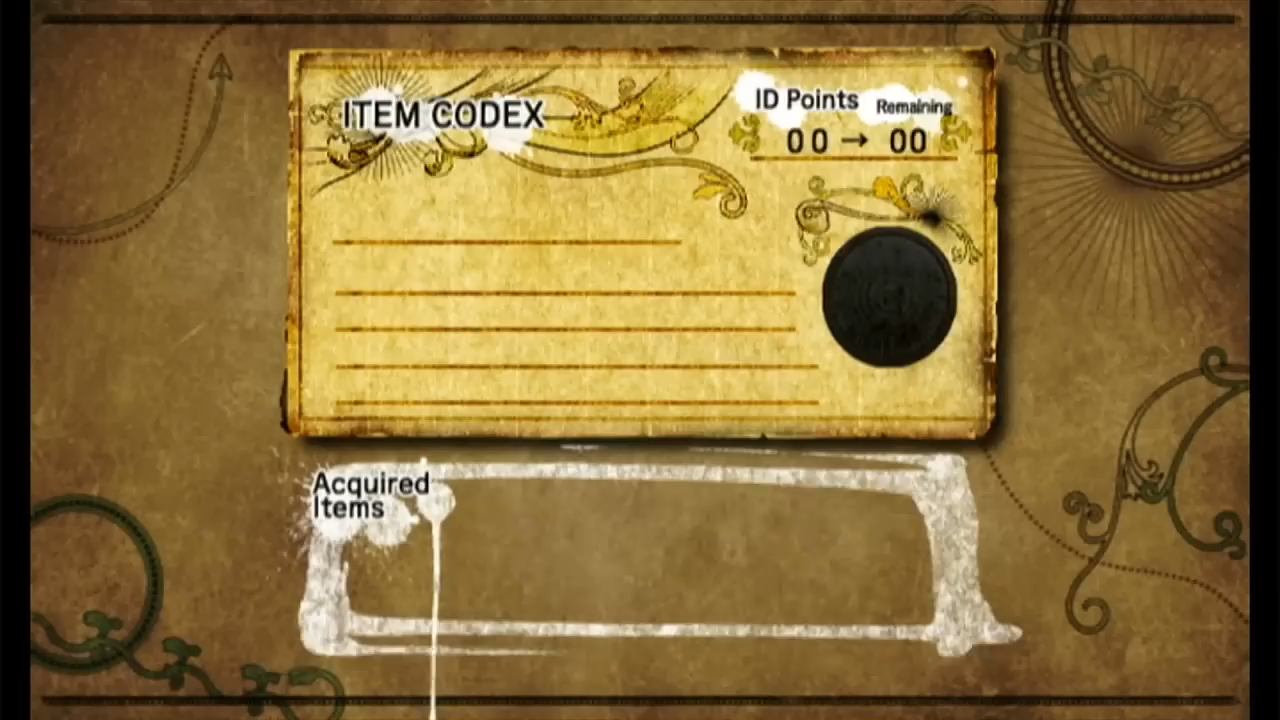 ITEM CODEX
ID Points Remaining
00 → 00
Acquired
Items